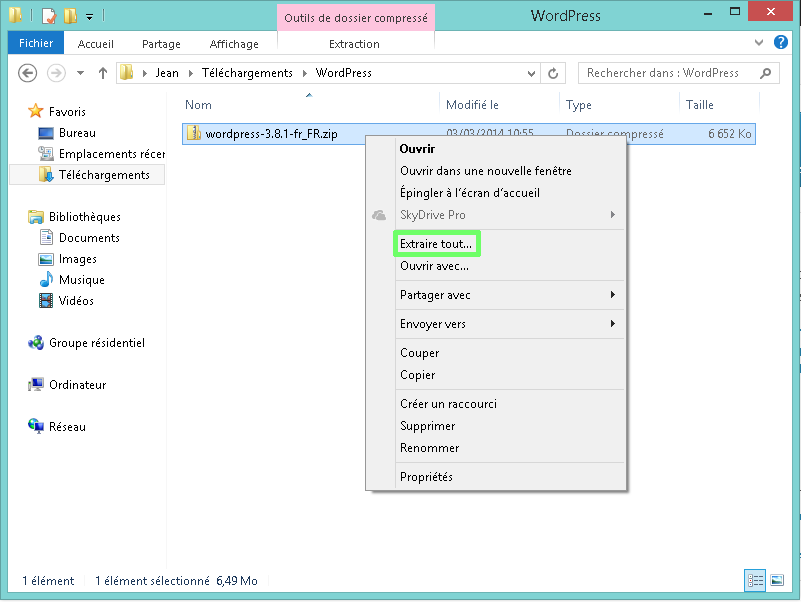 Outils de dossier compressé
WordPress
Fichier
Accueil
Partage
Affichage
Extraction
Jean
Téléchargements
WordPress
Rechercher dans : WordPress
Nom
Modifié le
Type
Taille
wordpress-3.8.1-fr_FR.zip
03/03/2014 10:55
Dossier compressé
6 652 Ko
Favoris
Bureau
Emplacements récen
Téléchargements
Bibliothèques
Documents
Images
Musique
Vidéos
Groupe résidentiel
Ordinateur
Réseau
Ouvrir
Ouvrir dans une nouvelle fenêtre
Épingler à l'écran d'accueil
SkyDrive Pro
Extraire tout...
Ouvrir avec...
Partager avec
Envoyer vers
Couper
Copier
Créer un raccourci
Supprimer
Renommer
Propriétés
1 élément
1 élément sélectionné 6,49 Mo